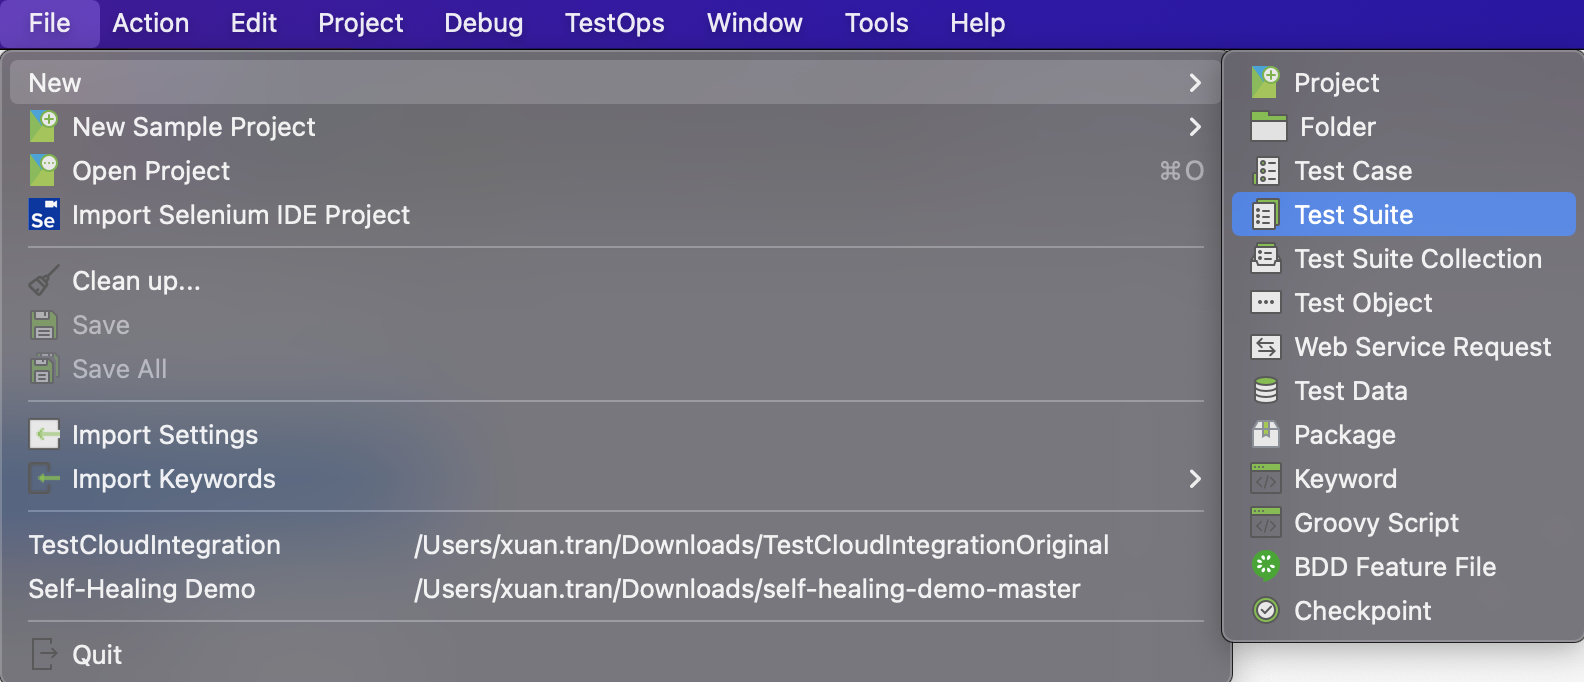 File Action Edit Project Debug TestOps Window Tools Help
New
New Sample Project
Open Project ⌘O
Se Import Selenium IDE Project
Clean up...
Save
Save All
Import Settings
Import Keywords
TestCloudIntegration /Users/xuan.tran/Downloads/TestCloudIntegrationOriginal
Self-Healing Demo /Users/xuan.tran/Downloads/self-healing-demo-master
Quit
Project
Folder
Test Case
Test Suite
Test Suite Collection
Test Object
Web Service Request
Test Data
Package
Keyword
Groovy Script
BDD Feature File
Checkpoint